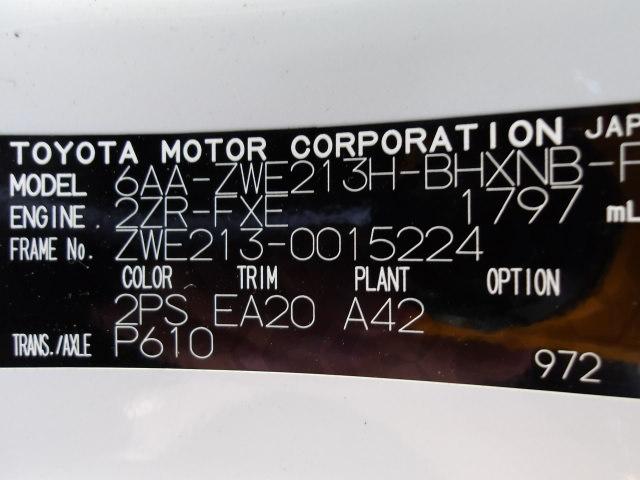 TOYOTA MOTOR CORPORATION JAP
MODEL 6AA-ZWE213H-BHXNB-F
ENGINE 2ZR-FXE 1797 mL
FRAME No. ZWE213-0015224
COLOR TRIM PLANT OPTION
2PS EA20 A42
TRANS./AXLE P610
972